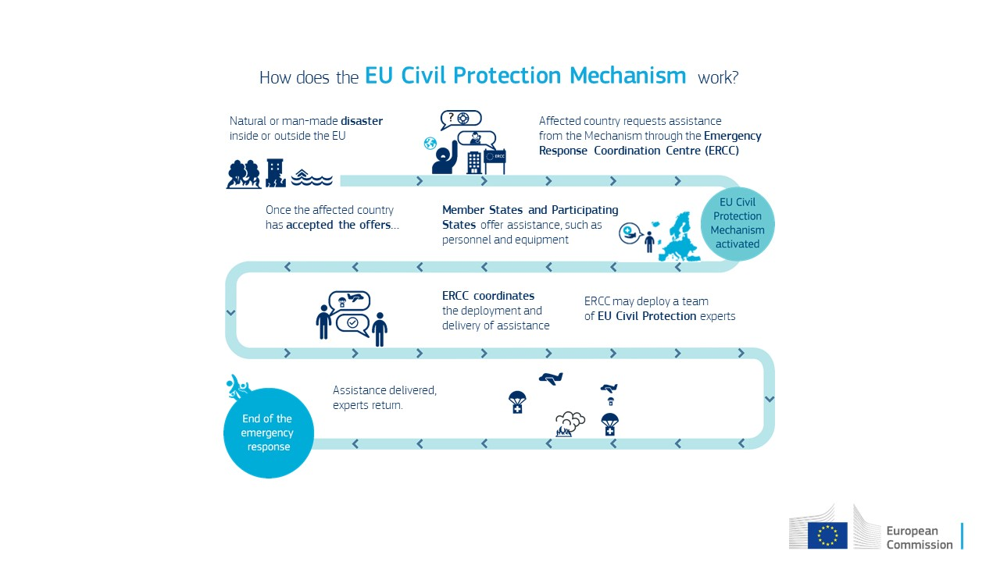 How does the EU Civil Protection Mechanism work?
Natural or man-made disaster
inside or outside the EU
?
ERCC
Affected country requests assistance
from the Mechanism through the Emergency
Response Coordination Centre (ERCC)
EU Civil
Protection
Mechanism
activated
Member States and Participating
States offer assistance, such as
personnel and equipment
Once the affected country
has accepted the offers...
ERCC coordinates
the deployment and
delivery of assistance
ERCC may deploy a team
of EU Civil Protection experts
Assistance delivered,
experts return.
End of the
emergency
response
European
Commission